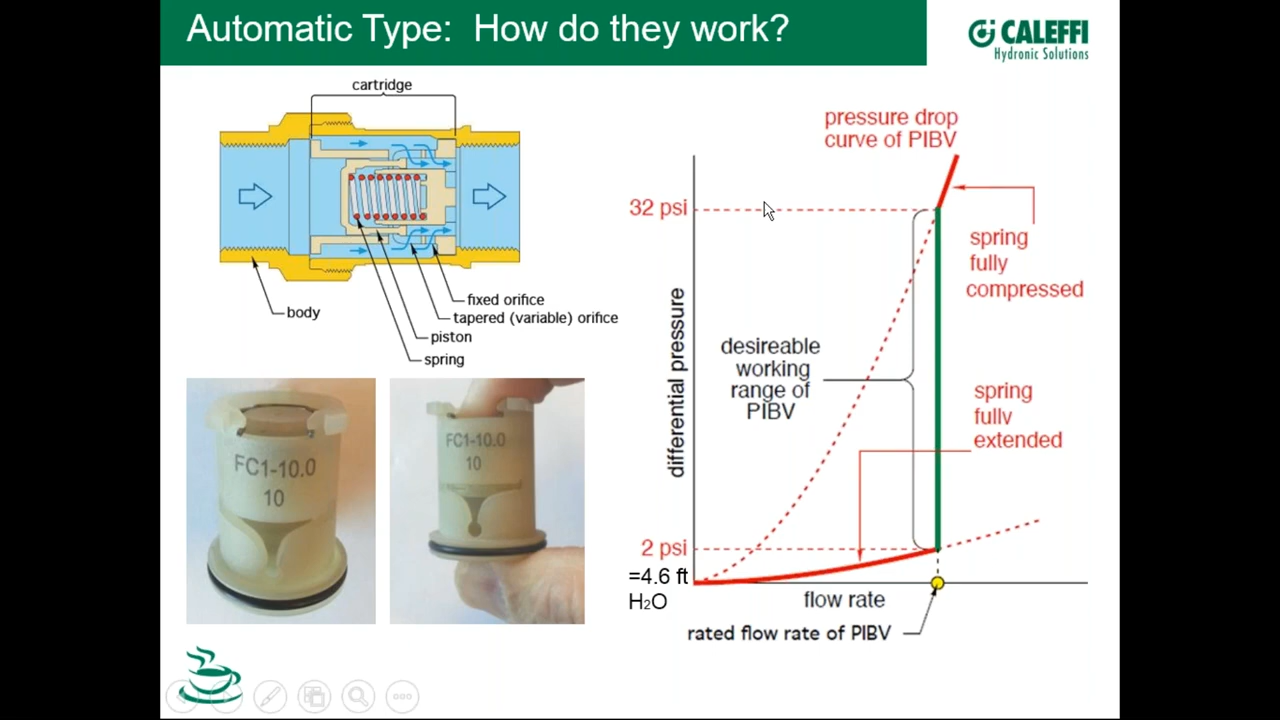 Automatic Type: How do they work?
CALEFFI
Hydronic Solutions
cartridge
body
fixed orifice
tapered (variable) orifice
piston
spring
FC1-10.0
10
FC1-10.0
10
pressure drop
curve of PIBV
32 psi
spring
fully
compressed
differential pressure
desireable
working
range of
PIBV
spring
fully
extended
2 psi
=4.6 ft
H2O
flow rate
rated flow rate of PIBV